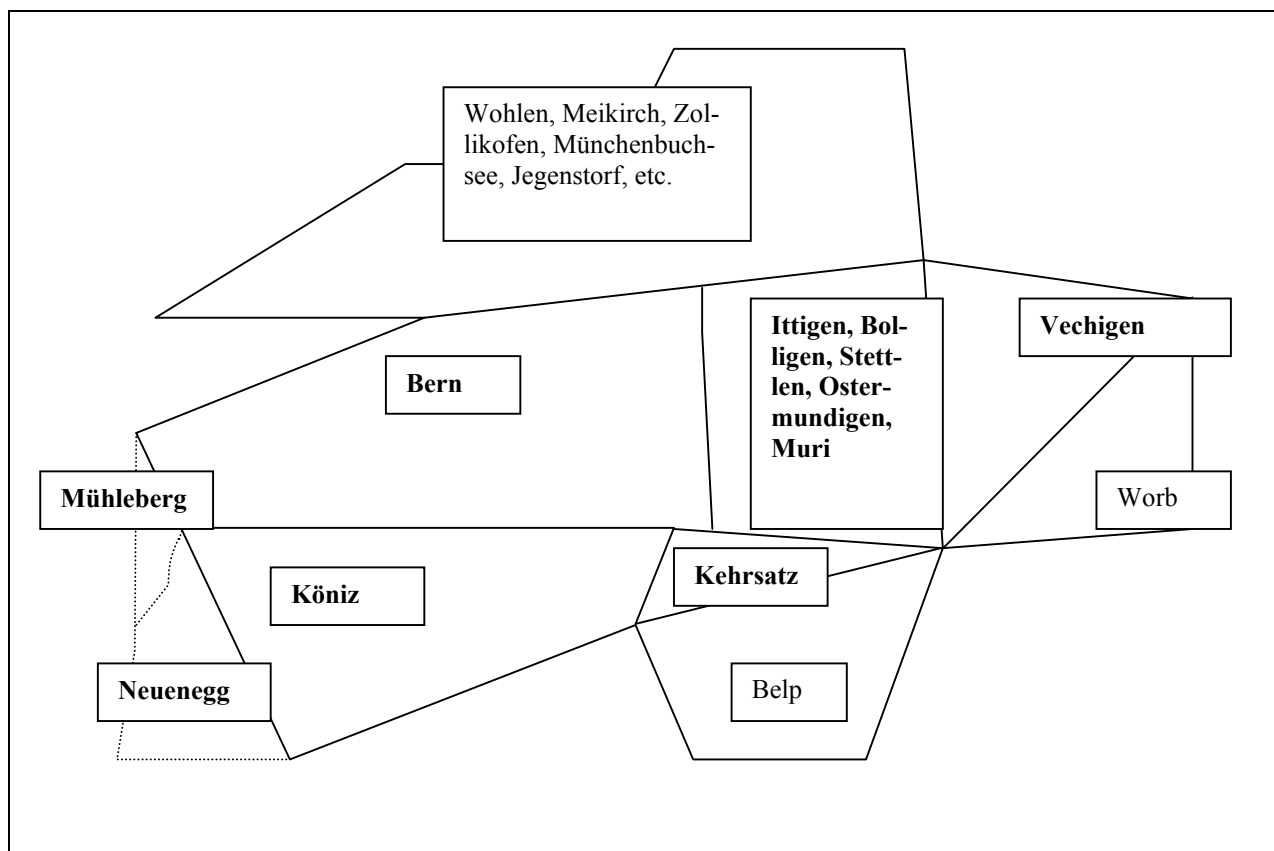 Wohlen, Meikirch, Zol-
likofen, Münchenbuch-
see, Jegenstorf, etc.
Ittigen, Bol-
ligen, Stett-
len, Oster-
mundigen,
Muri
Vechigen
Bern
Mühleberg
Worb
Köniz
Kehrsatz
Neuenegg
Belp